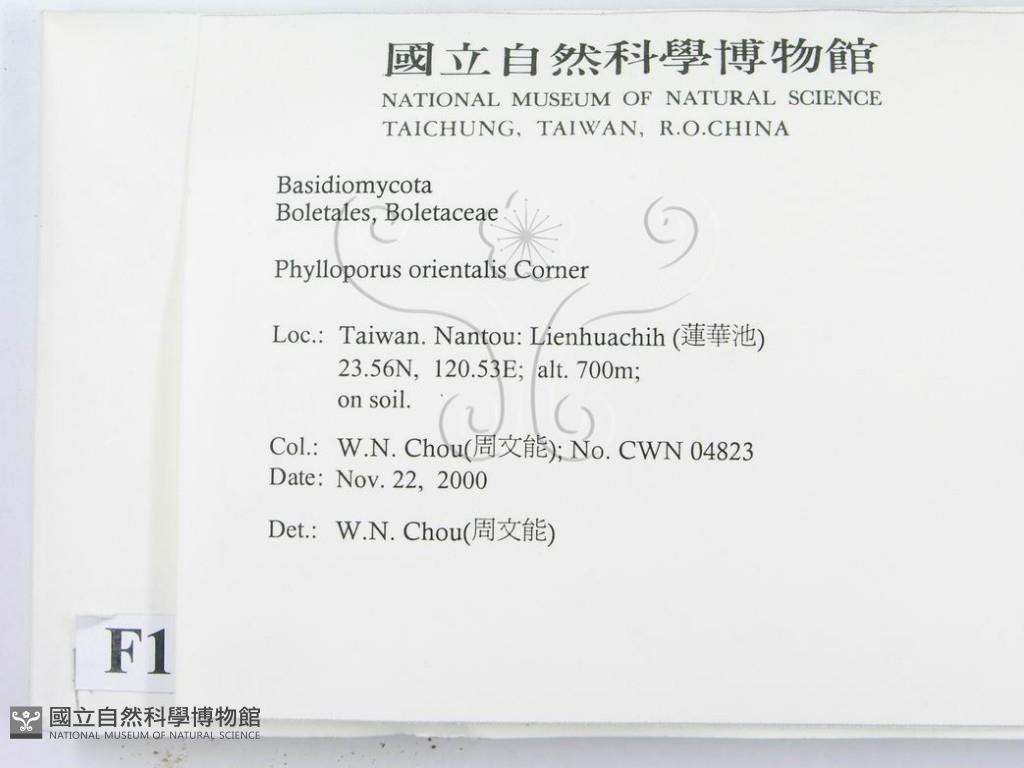 國立自然科學博物館
NATIONAL MUSEUM OF NATURAL SCIENCE
TAICHUNG, TAIWAN, R.O.CHINA
Basidiomycota
Boletales, Boletaceae
Phylloporus orientalis Corner
Loc.: Taiwan. Nantou: Lienhuachih (蓮華池)
23.56N, 120.53E; alt. 700m;
on soil.
Col.: W.N. Chou(周文能); No. CWN 04823
Date: Nov. 22, 2000
Det.: W.N. Chou(周文能)
F1
國立自然科學博物館
NATIONAL MUSEUM OF NATURAL SCIENCE